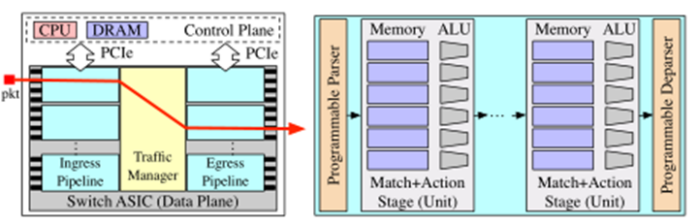 CPU
DRAM
Control Plane
PCIe
PCIe
pkt
Ingress
Pipeline
Traffic
Manager
Egress
Pipeline
Switch ASIC (Data Plane)
Programmable Parser
Memory
ALU
Match+Action
Stage (Unit)
Memory
ALU
Match+Action
Stage (Unit)
Programmable Deparser